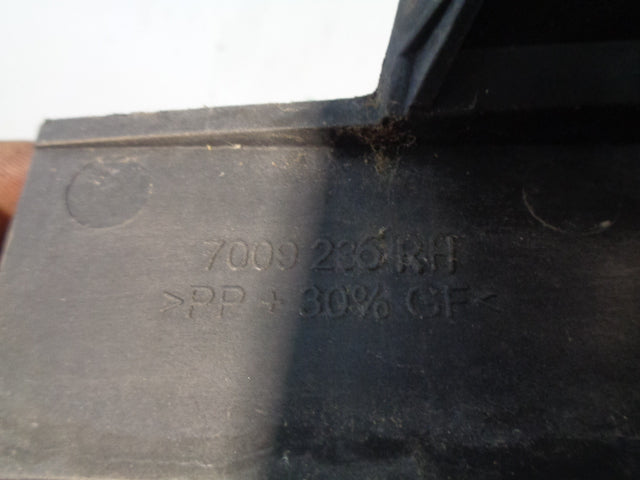 7009 236 RH
>PP + 30% GF<